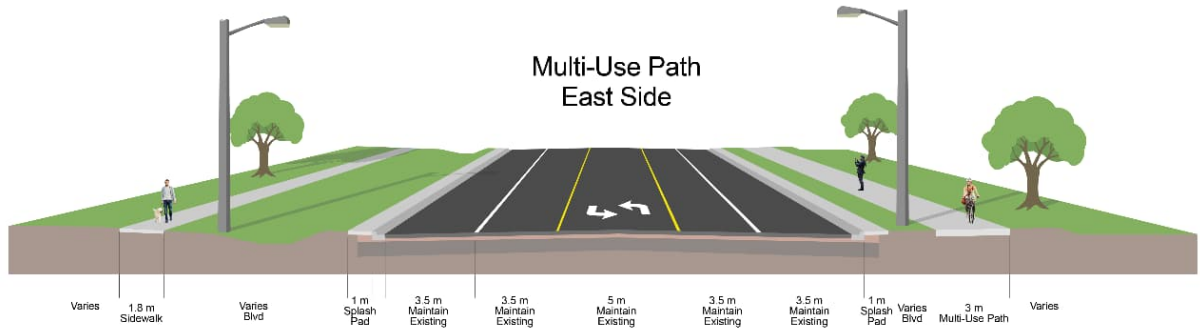 Multi-Use Path
East Side
Varies
1.8 m
Sidewalk
Varies
Blvd
1 m
Splash
Pad
3.5 m
Maintain
Existing
3.5 m
Maintain
Existing
5 m
Maintain
Existing
3.5 m
Maintain
Existing
3.5 m
Maintain
Existing
1 m
Splash
Pad
Varies
Blvd
3 m
Multi-Use Path
Varies